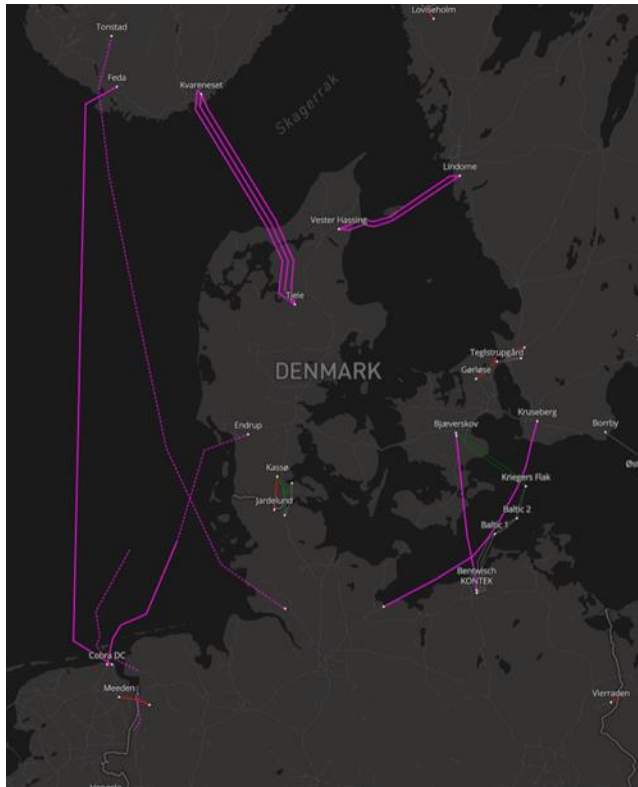 Loviseholm
Tonstad
Feda
Kvareneset
Skagerrak
Lindome
Vester Hassing
Tjele
Teglstrupgård
DENMARK
Gørløse
Kruseberg
Endrup
Bjæverskov
Borrby
Kassø
Kriegers Flak
Jardelund
Baltic 2
Baltic 1
Bentwisch
KONTEK
Cobra DC
Meeden
Vierraden